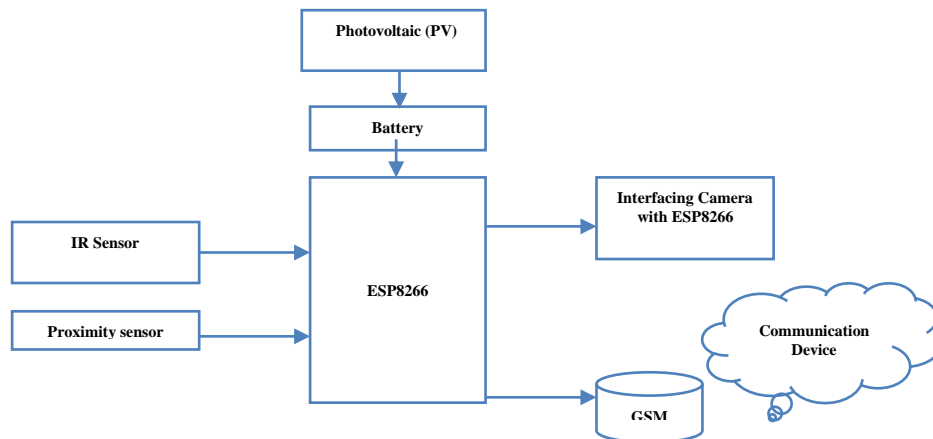 Photovoltaic (PV)
Battery
Interfacing Camera
with ESP8266
IR Sensor
ESP8266
Proximity sensor
Communication
Device
GSM